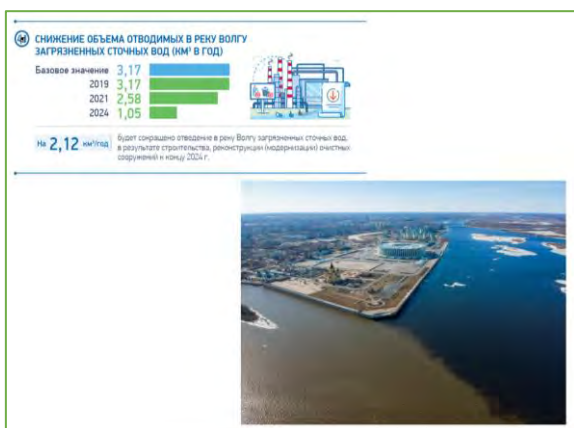 СНИЖЕНИЕ ОБЪЕМА ОТВОДИМЫХ В РЕКУ ВОЛГУ
ЗАГРЯЗНЕННЫХ СТОЧНЫХ ВОД (КМ³ В ГОД)
Базовое значение 3,17
2019 3,17
2021 2,58
2024 1,05
На 2,12 км³/год
будет сокращено отведение в реку Волгу загрязненных сточных вод,
в результате строительства, реконструкции (модернизации) очистных
сооружений к концу 2024 г.